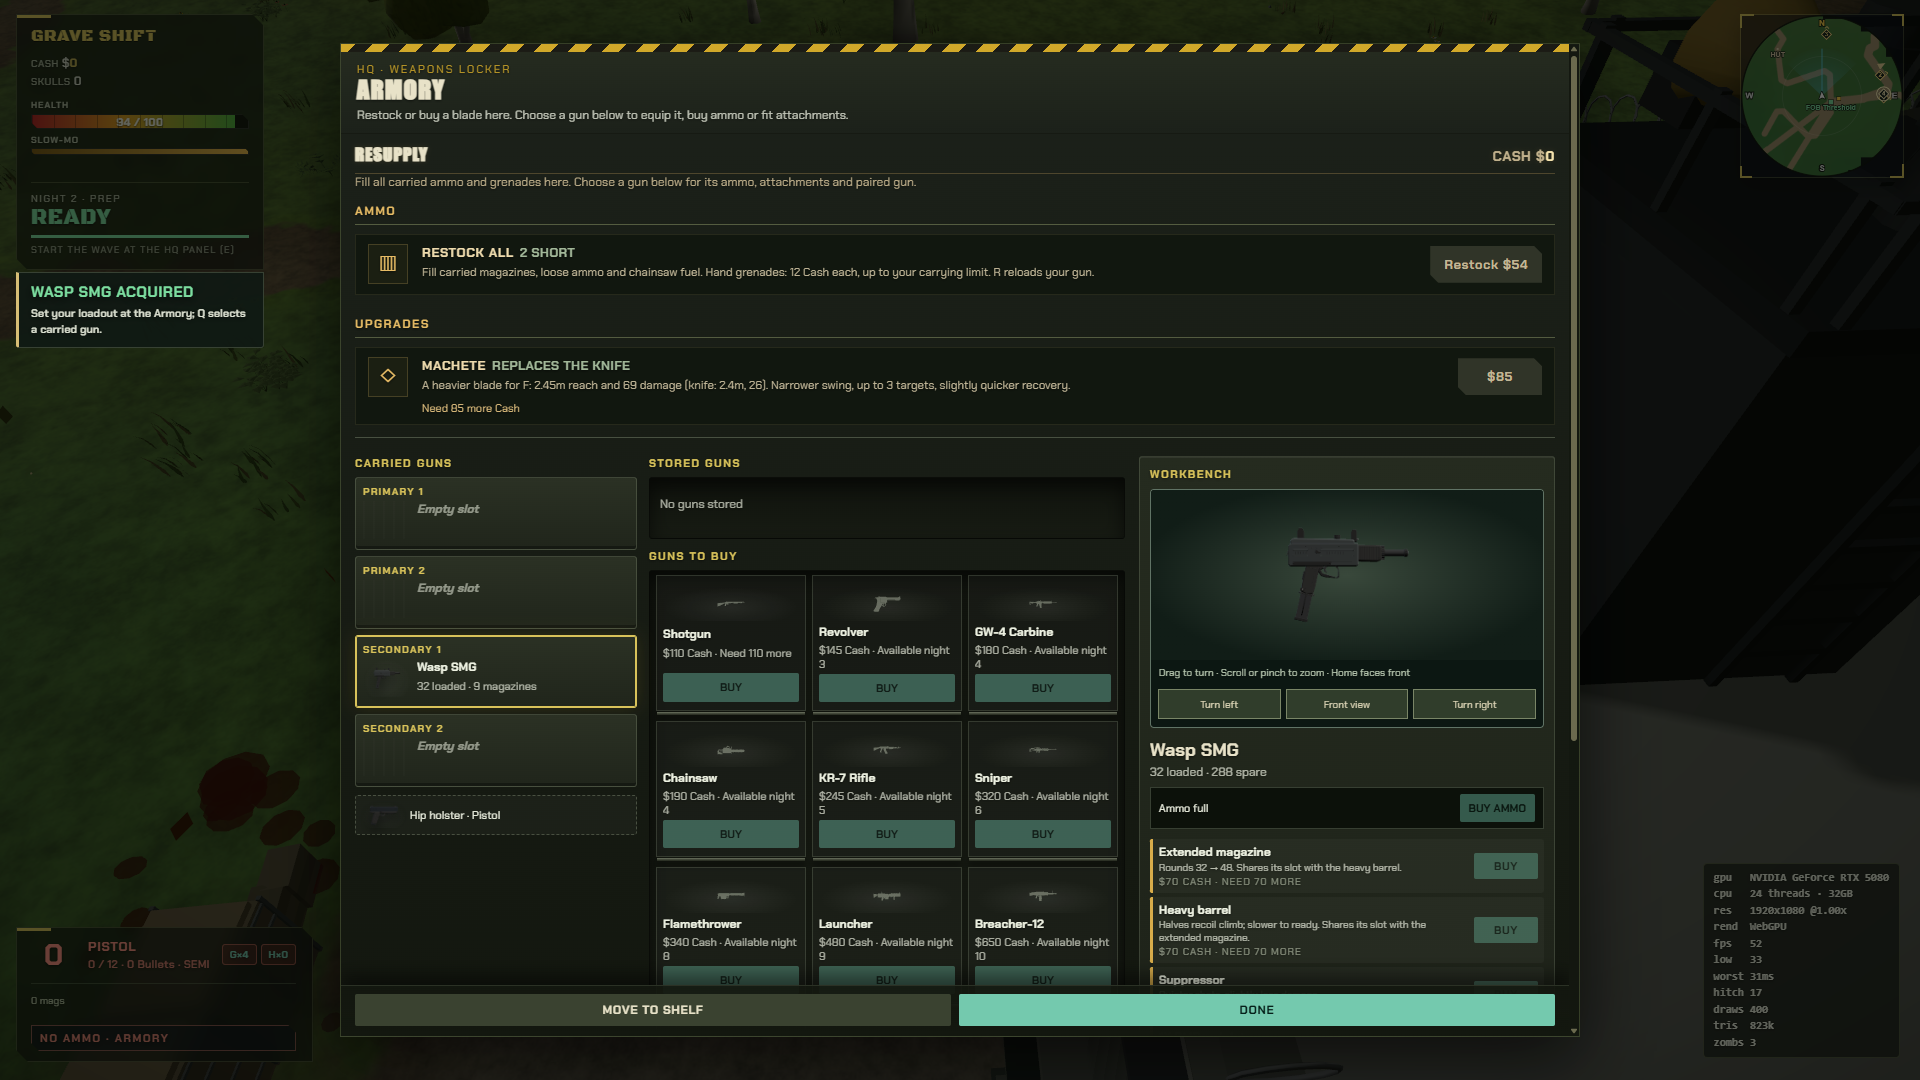 GRAVE SHIFT
CASH $0
SKULLS 0
HEALTH
94 / 100
SLOW-MO
NIGHT 2 - PREP
READY
START THE WAVE AT THE HQ PANEL [E]
WASP SMG ACQUIRED
Set your loadout at the Armory; Q selects
a carried gun.
HQ · WEAPONS LOCKER
ARMORY
Restock or buy a blade here. Choose a gun below to equip it, buy ammo or fit attachments.
RESUPPLY
CASH $0
Fill all carried ammo and grenades here. Choose a gun below for its ammo, attachments and paired gun.
AMMO
RESTOCK ALL 2 SHORT
Fill carried magazines, loose ammo and chainsaw fuel. Hand grenades: 12 Cash each, up to your carrying limit. R reloads your gun.
Restock $54
UPGRADES
MACHETE REPLACES THE KNIFE
A heavier blade for F: 2.45m reach and 69 damage (knife: 2.4m, 26). Narrower swing, up to 3 targets, slightly quicker recovery.
Need 85 more Cash
$85
CARRIED GUNS
PRIMARY 1
Empty slot
PRIMARY 2
Empty slot
SECONDARY 1
Wasp SMG
32 loaded · 9 magazines
SECONDARY 2
Empty slot
Hip holster · Pistol
STORED GUNS
No guns stored
GUNS TO BUY
Shotgun
$110 Cash · Need 110 more
BUY
Revolver
$145 Cash · Available night
3
BUY
GW-4 Carbine
$180 Cash · Available night
4
BUY
Chainsaw
$190 Cash · Available night
4
BUY
KR-7 Rifle
$245 Cash · Available night
5
BUY
Sniper
$320 Cash · Available night
6
BUY
Flamethrower
$340 Cash · Available night
8
BUY
Launcher
$480 Cash · Available night
9
BUY
Breacher-12
$650 Cash · Available night
10
BUY
WORKBENCH
Drag to turn · Scroll or pinch to zoom · Home faces front
Turn left
Front view
Turn right
Wasp SMG
32 loaded · 288 spare
Ammo full
BUY AMMO
Extended magazine
Rounds 32 → 48. Shares its slot with the heavy barrel.
$70 CASH · NEED 70 MORE
BUY
Heavy barrel
Halves recoil climb; slower to ready. Shares its slot with the
extended magazine.
$70 CASH · NEED 70 MORE
BUY
Suppressor
MOVE TO SHELF
DONE
N
HUT
W
E
FOB Threshold
S
0
PISTOL
0 / 12 · 0 Bullets · SEMI
G×4
H×0
0 mags
NO AMMO · ARMORY
gpu NVIDIA GeForce RTX 5080
cpu 24 threads · 32GB
res 1920x1080 @1.00x
rend WebGPU
fps 52
low 33
worst 31ms
hitch 17
draws 400
tris 823k
zombs 3